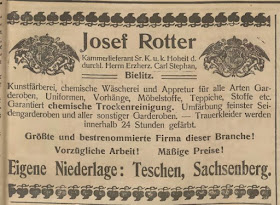 Josef Rotter
Kammerlieferant Sr. K. u. k. Hoheit d.
durchl. Herrn Erzherz. Carl Stephan,
Bielitz.
Kunstfärberei, chemische Wäscherei und Appretur für alle Arten Gar-
deroben, Uniformen, Vorhänge, Möbelstoffe, Teppiche, Stoffe etc.
Garantiert chemische Trockenreinigung. Umfärbung feinster Sei-
dengarderoben und aller sonstiger Garderoben. — Trauerkleider werden
innerhalb 24 Stunden gefärbt.
Größte und bestrenommierte Firma dieser Branche!
Vorzügliche Arbeit! Mäßige Preise!
Eigene Niederlage: Teschen, Sachsenberg.